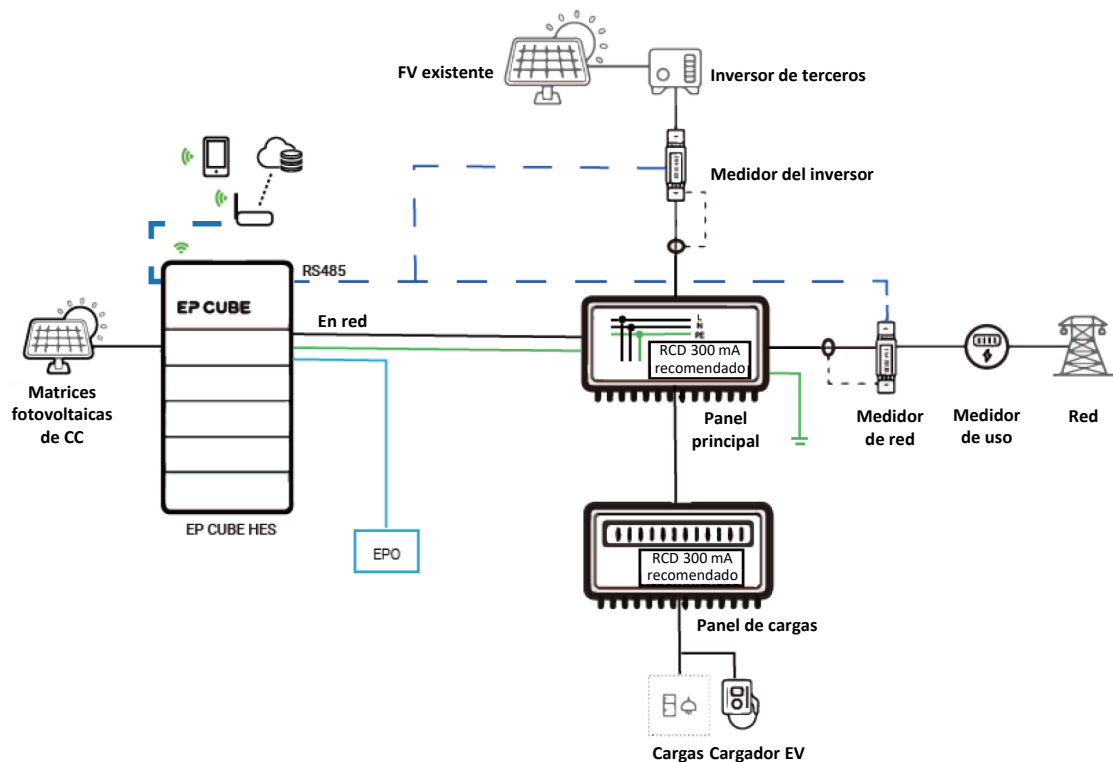 FV existente
Inversor de terceros
Medidor del inversor
RS485
EP CUBE
En red
L
N
PE
RCD 300 mA
recomendado
Matrices
fotovoltaicas
de CC
Panel
principal
Medidor
de red
Medidor
de uso
Red
EP CUBE HES
EPO
RCD 300 mA
recomendado
Panel de cargas
Cargas Cargador EV